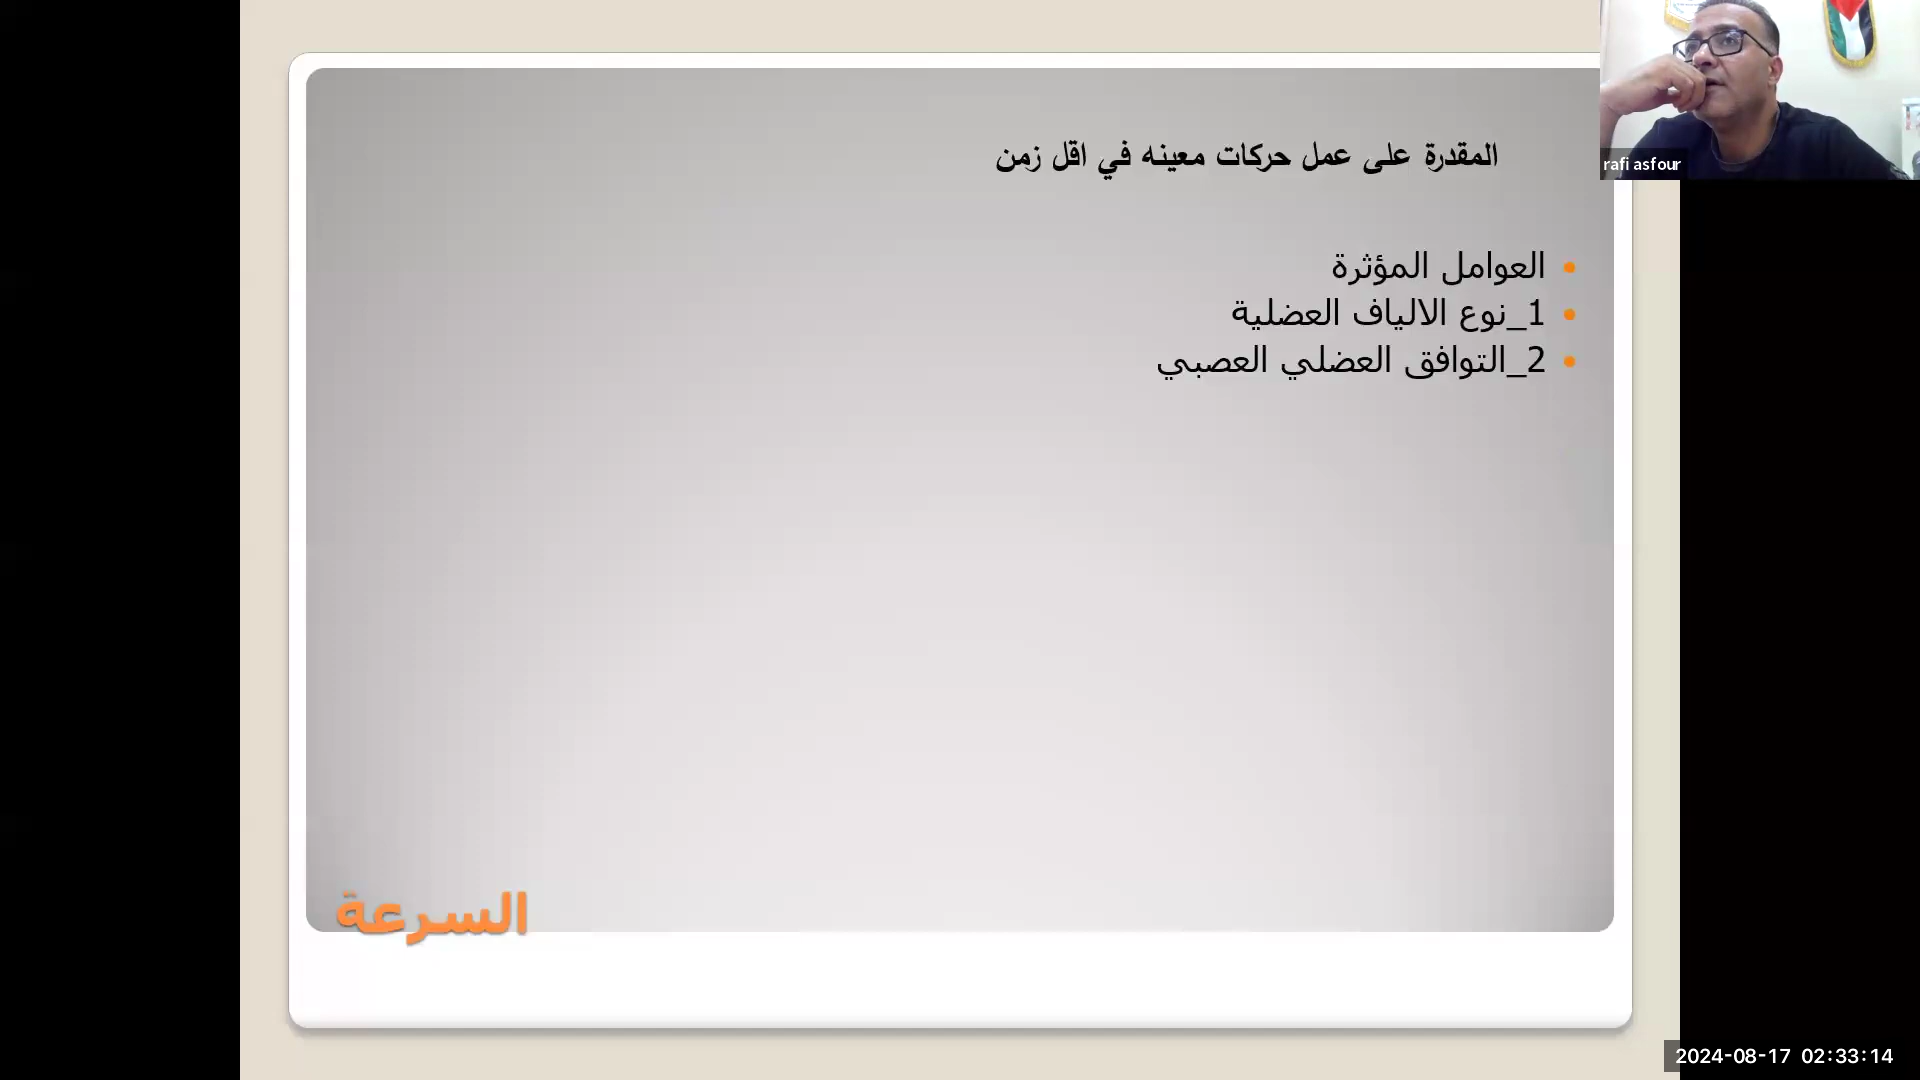 المقدرة على عمل حركات معينه في اقل زمن
العوامل المؤثرة
1_نوع الالياف العضلية
2_التوافق العضلي العصبي
السرعة
rafi asfour
2024-08-17 02:33:14